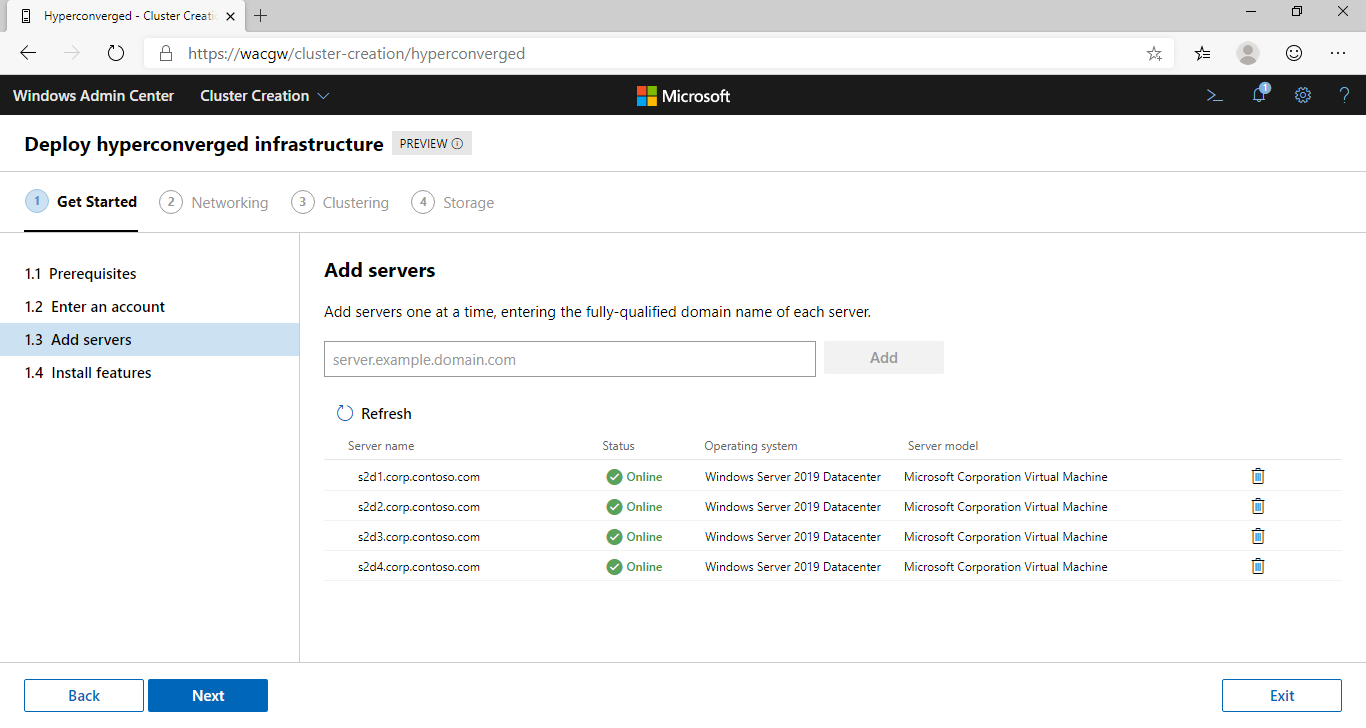 Hyperconverged - Cluster Creati
https://wacgw/cluster-creation/hyperconverged
Windows Admin Center Cluster Creation Microsoft 1
Deploy hyperconverged infrastructure PREVIEW
1 Get Started 2 Networking 3 Clustering 4 Storage
1.1 Prerequisites
1.2 Enter an account
1.3 Add servers
1.4 Install features
Add servers
Add servers one at a time, entering the fully-qualified domain name of each server.
server.example.domain.com Add
Refresh
Server name Status Operating system Server model
s2d1.corp.contoso.com Online Windows Server 2019 Datacenter Microsoft Corporation Virtual Machine
s2d2.corp.contoso.com Online Windows Server 2019 Datacenter Microsoft Corporation Virtual Machine
s2d3.corp.contoso.com Online Windows Server 2019 Datacenter Microsoft Corporation Virtual Machine
s2d4.corp.contoso.com Online Windows Server 2019 Datacenter Microsoft Corporation Virtual Machine
Back Next Exit